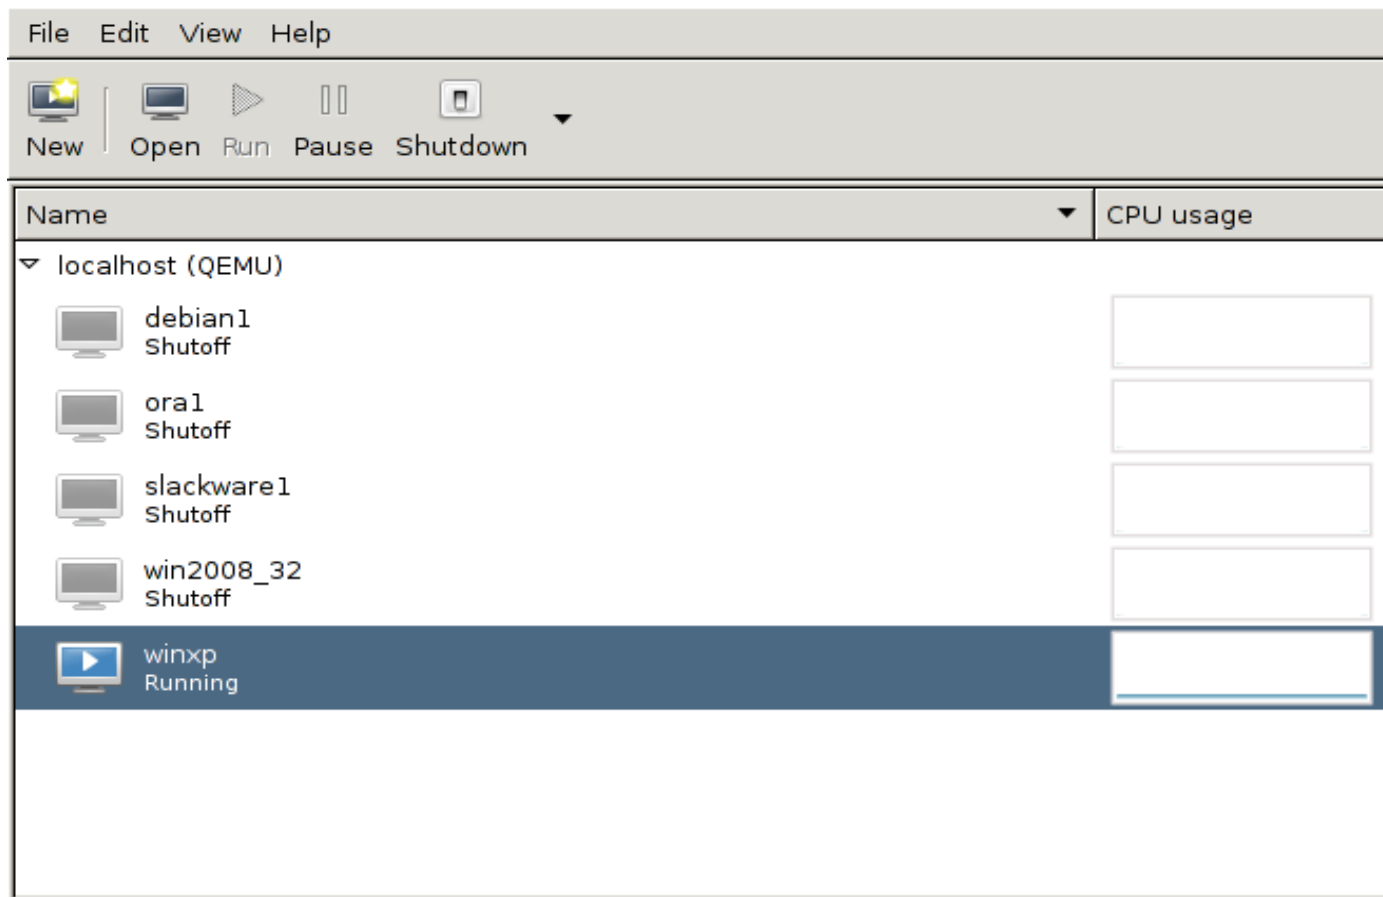 File Edit View Help
New Open Run Pause Shutdown
Name CPU usage
localhost (QEMU)
debian1
Shutoff
ora1
Shutoff
slackware1
Shutoff
win2008_32
Shutoff
winxp
Running